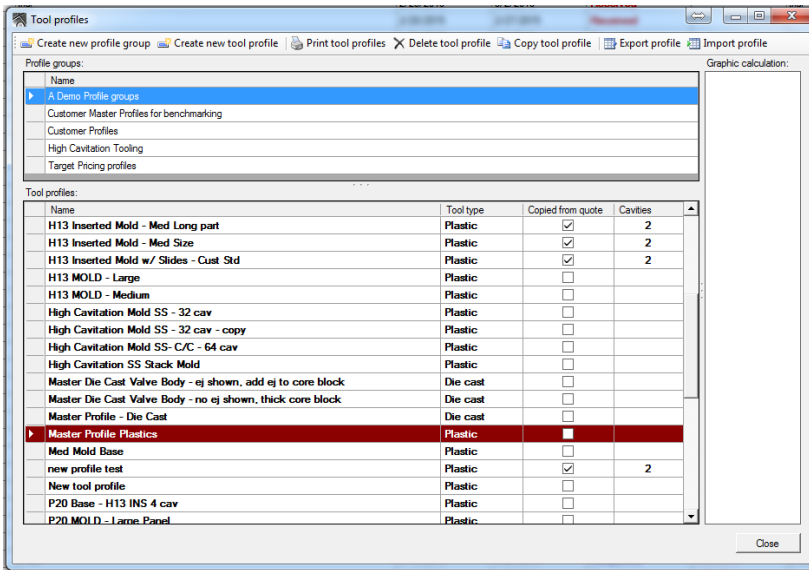 Tool profiles
Create new profile group Create new tool profile Print tool profiles Delete tool profile Copy tool profile Export profile Import profile
Profile groups:
Name
A Demo Profile groups
Customer Master Profiles for benchmarking
Customer Profiles
High Cavitation Tooling
Target Pricing profiles
Graphic calculation:
Tool profiles:
Name Tool type Copied from quote Cavities
H13 Inserted Mold - Med Long part Plastic 2
H13 Inserted Mold - Med Size Plastic 2
H13 Inserted Mold w/ Slides - Cust Std Plastic 2
H13 MOLD - Large Plastic
H13 MOLD - Medium Plastic
High Cavitation Mold SS - 32 cav Plastic
High Cavitation Mold SS - 32 cav - copy Plastic
High Cavitation Mold SS- C/C - 64 cav Plastic
High Cavitation SS Stack Mold Plastic
Master Die Cast Valve Body - ej shown, add ej to core block Die cast
Master Die Cast Valve Body - no ej shown, thick core block Die cast
Master Profile - Die Cast Die cast
Master Profile Plastics Plastic
Med Mold Base Plastic
new profile test Plastic 2
New tool profile Plastic
P20 Base - H13 INS 4 cav Plastic
P20 MOLD - Large Panel Plastic
Close